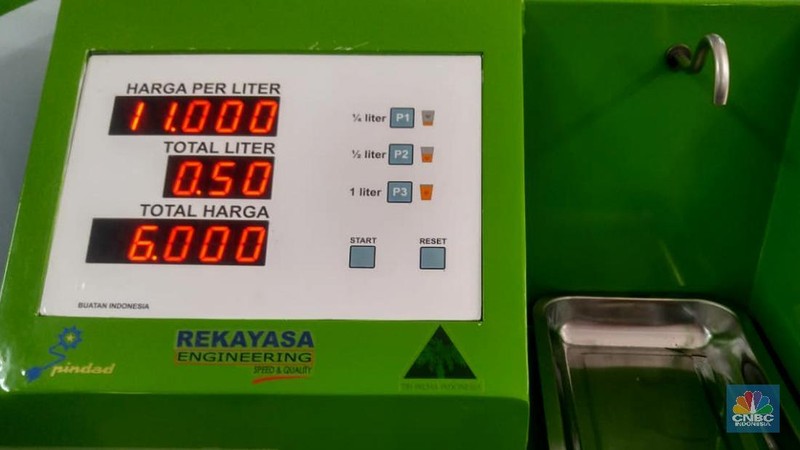 HARGA PER LITER
11.000
TOTAL LITER
0.50
TOTAL HARGA
6.000
¼ liter P1
½ liter P2
1 liter P3
START RESET
BUATAN INDONESIA
pindad
REKAYASA
ENGINEERING
SPEED & QUALITY
INDONESIA
CNBC
INDONESIA